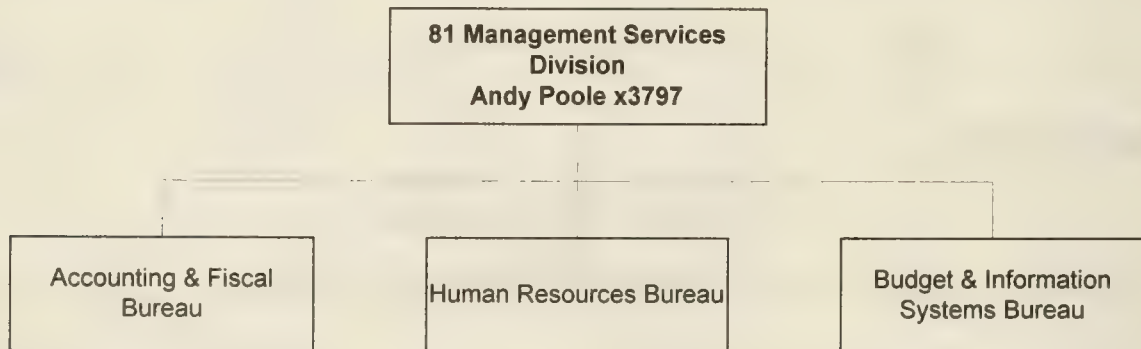 81 Management Services
Division
Andy Poole x3797
Accounting & Fiscal
Bureau
Human Resources Bureau
Budget & Information
Systems Bureau